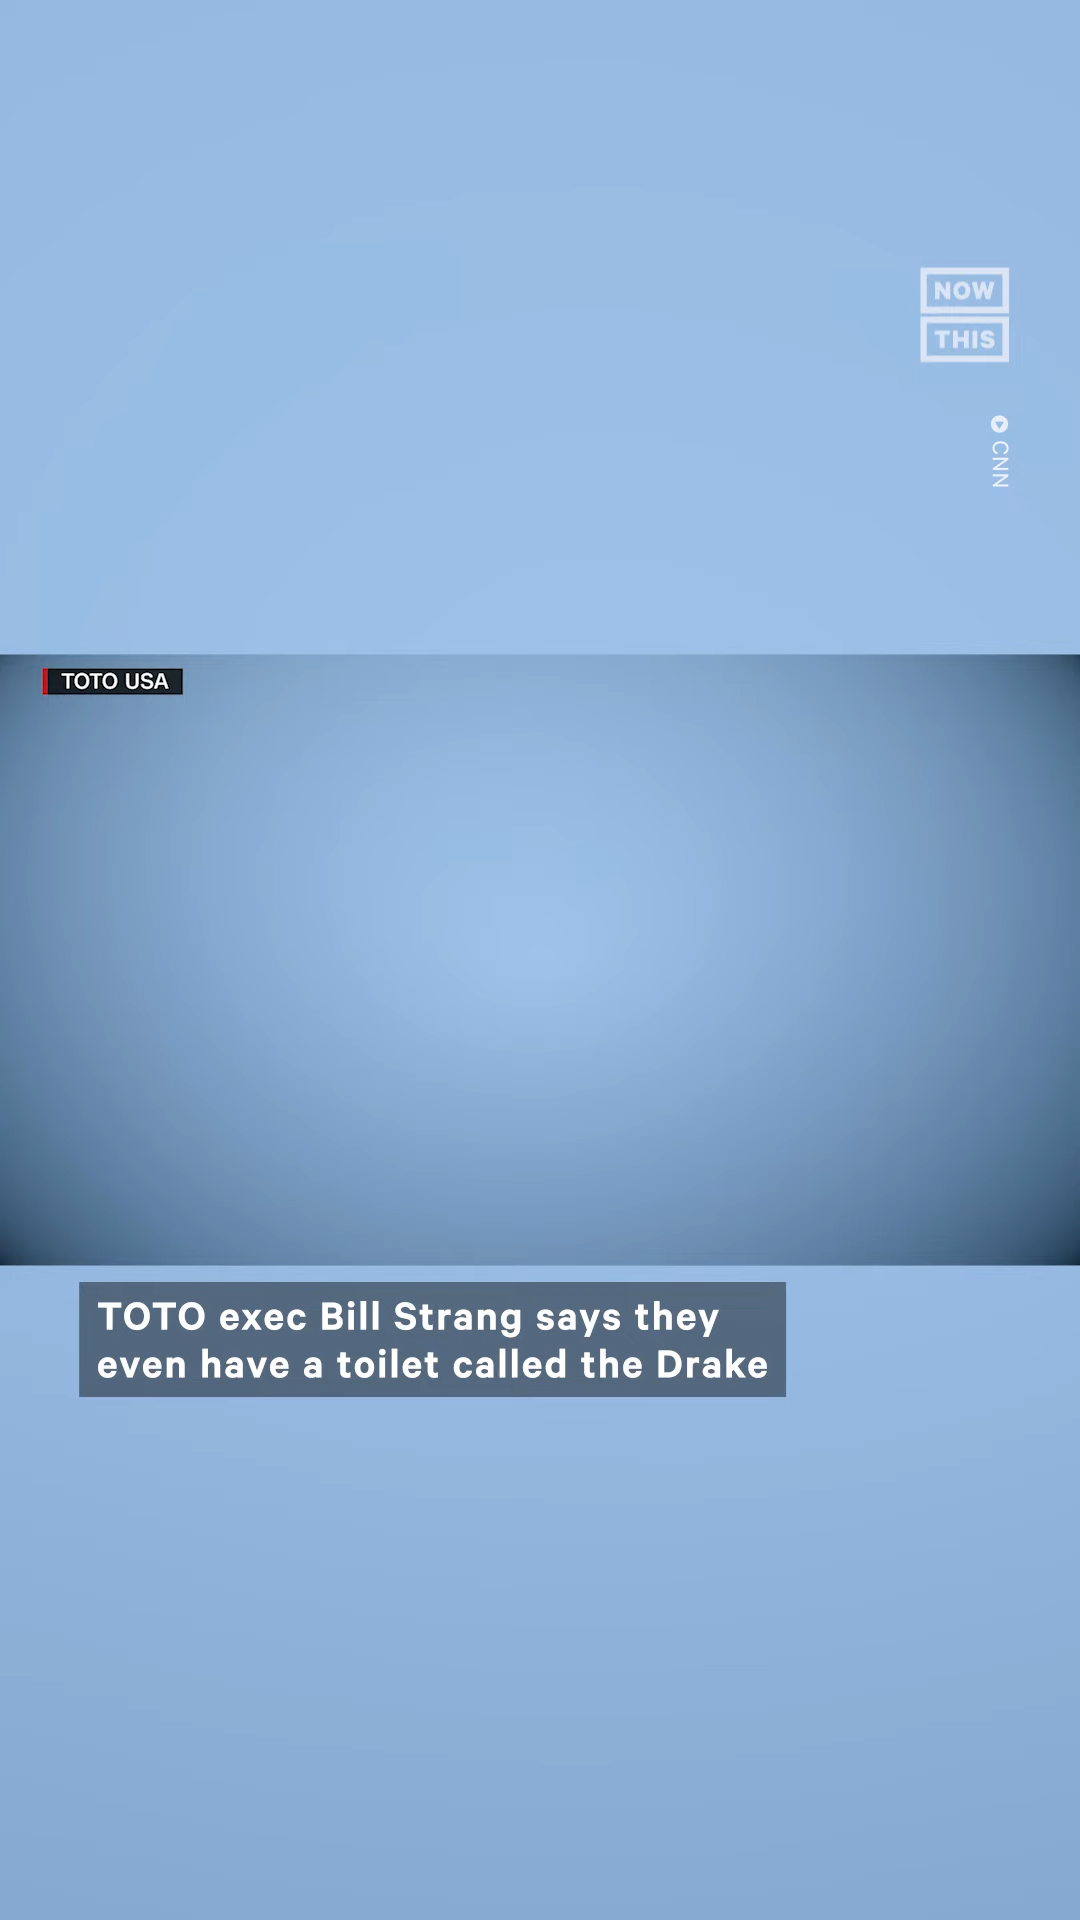 NOW
THIS
CNN
TOTO USA
TOTO exec Bill Strang says they
even have a toilet called the Drake